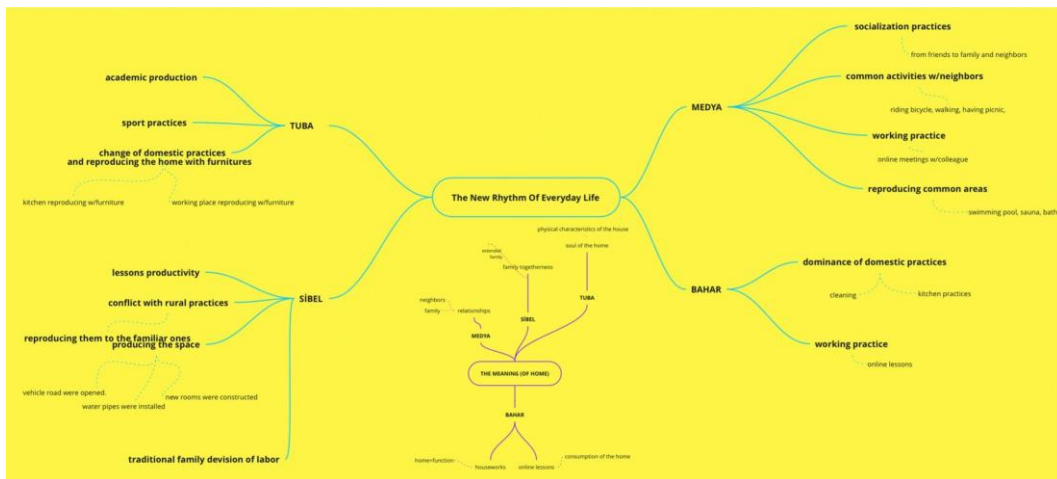 academic production
sport practices
change of domestic practices
and reproducing the home with furnitures
kitchen reproducing w/furniture
working place reproducing w/furniture
TUBA
lessons productivity
conflict with rural practices
reproducing them to the familiar ones
producing the space
vehicle road were opened.
water pipes were installed
new rooms were constructed
traditional family devision of labor
SİBEL
The New Rhythm Of Everyday Life
MEDYA
socialization practices
from friends to family and neighbors
common activities w/neighbors
riding bicycle, walking, having picnic,
working practice
online meetings w/colleague
reproducing common areas
swimming pool, sauna, bath
BAHAR
dominance of domestic practices
cleaning
kitchen practices
working practice
online lessons
physical characteristics of the house
soul of the home
TUBA
extended
family
family togetherness
SİBEL
neighbors
family
relationships
MEDYA
THE MEANING (OF HOME)
BAHAR
home=function
houseworks
online lessons
consumption of the home